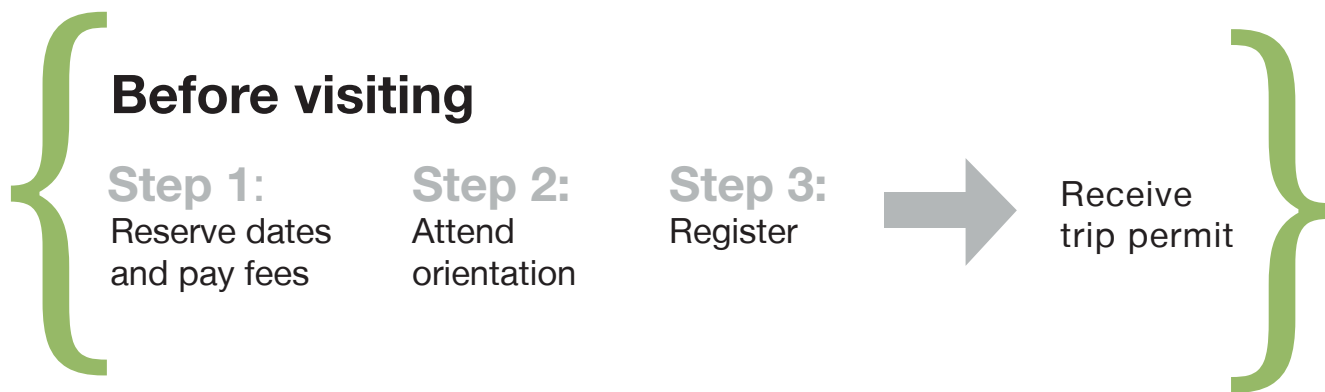 Before visiting
Step 1:
Reserve dates
and pay fees
Step 2:
Attend
orientation
Step 3:
Register
Receive
trip permit